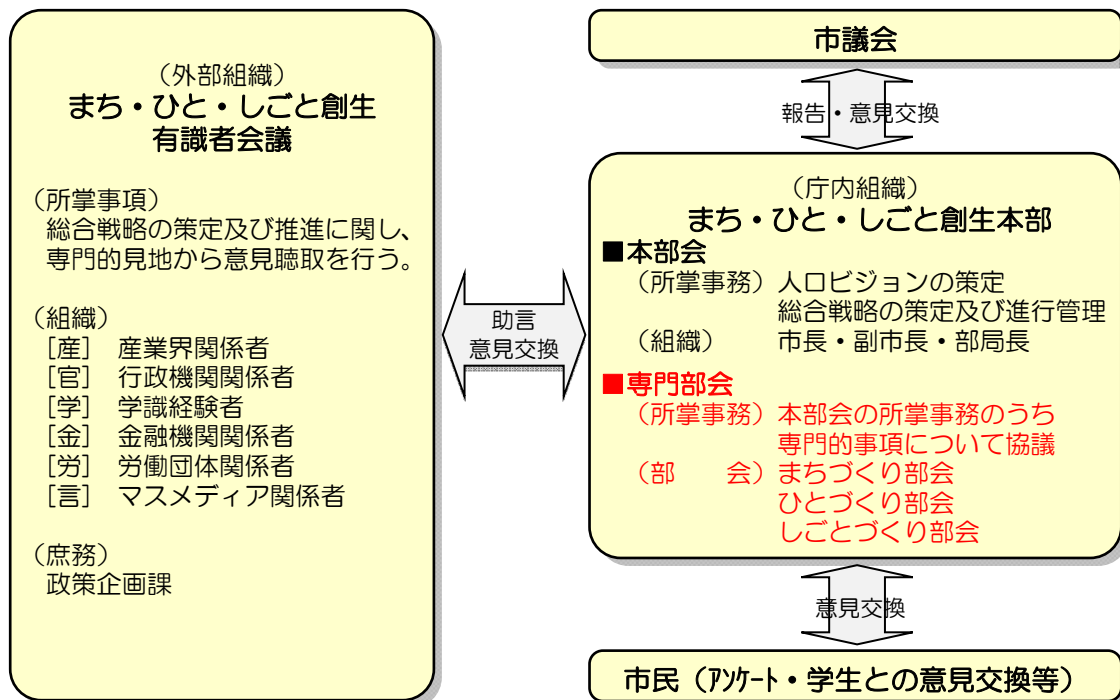 （外部組織）
まち・ひと・しごと創生
有識者会議
（所掌事項）
総合戦略の策定及び推進に関し、
専門的見地から意見聴取を行う。
（組織）
［産］ 産業界関係者
［官］ 行政機関関係者
［学］ 学識経験者
［金］ 金融機関関係者
［労］ 労働団体関係者
［言］ マスメディア関係者
（庶務）
政策企画課
助言
意見交換
市議会
報告・意見交換
（庁内組織）
まち・ひと・しごと創生本部
■本部会
（所掌事務）人口ビジョンの策定
総合戦略の策定及び進行管理
（組織） 市長・副市長・部局長
■専門部会
（所掌事務）本部会の所掌事務のうち
専門的事項について協議
（部　　会）まちづくり部会
ひとづくり部会
しごとづくり部会
意見交換
市民（ｱﾝｹｰﾄ・学生との意見交換等）